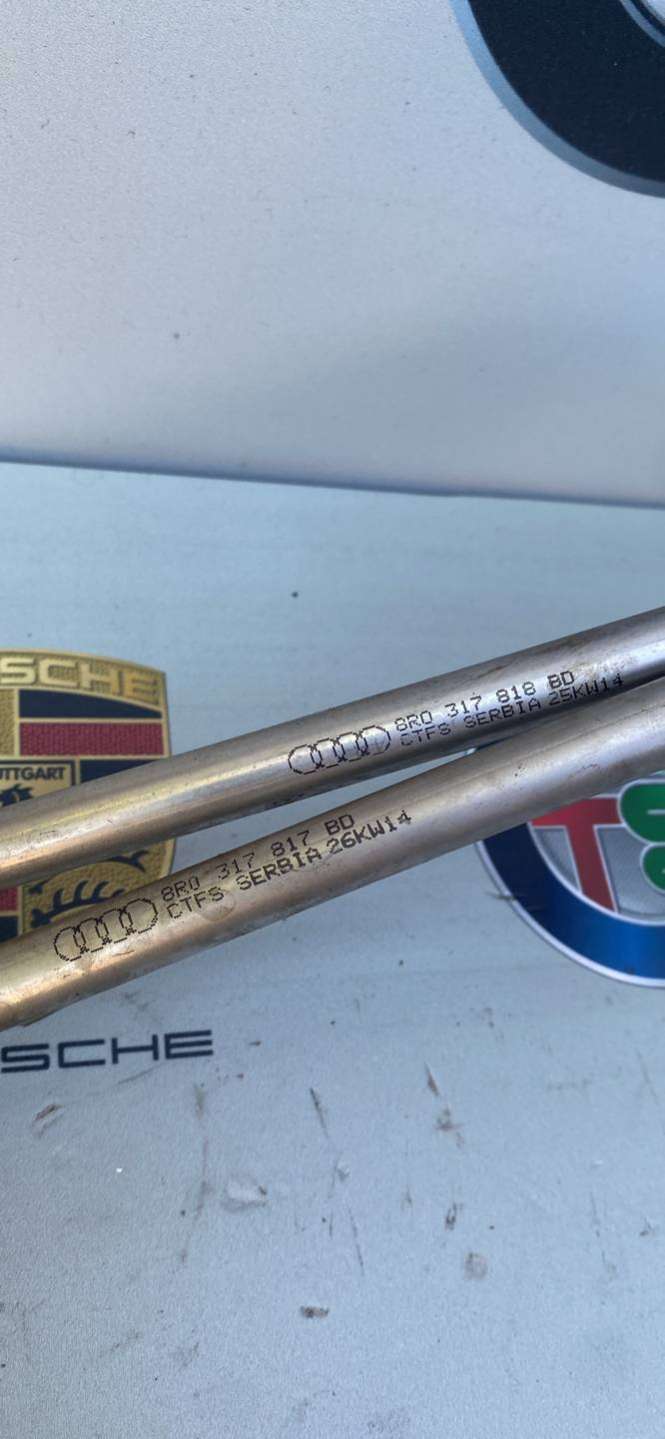 SCHE
UTTGART
8R0 317 818 BD
CTFS SERBIA 25KW14
8R0 317 817 BD
CTFS SERBIA 26KW14
SCHE